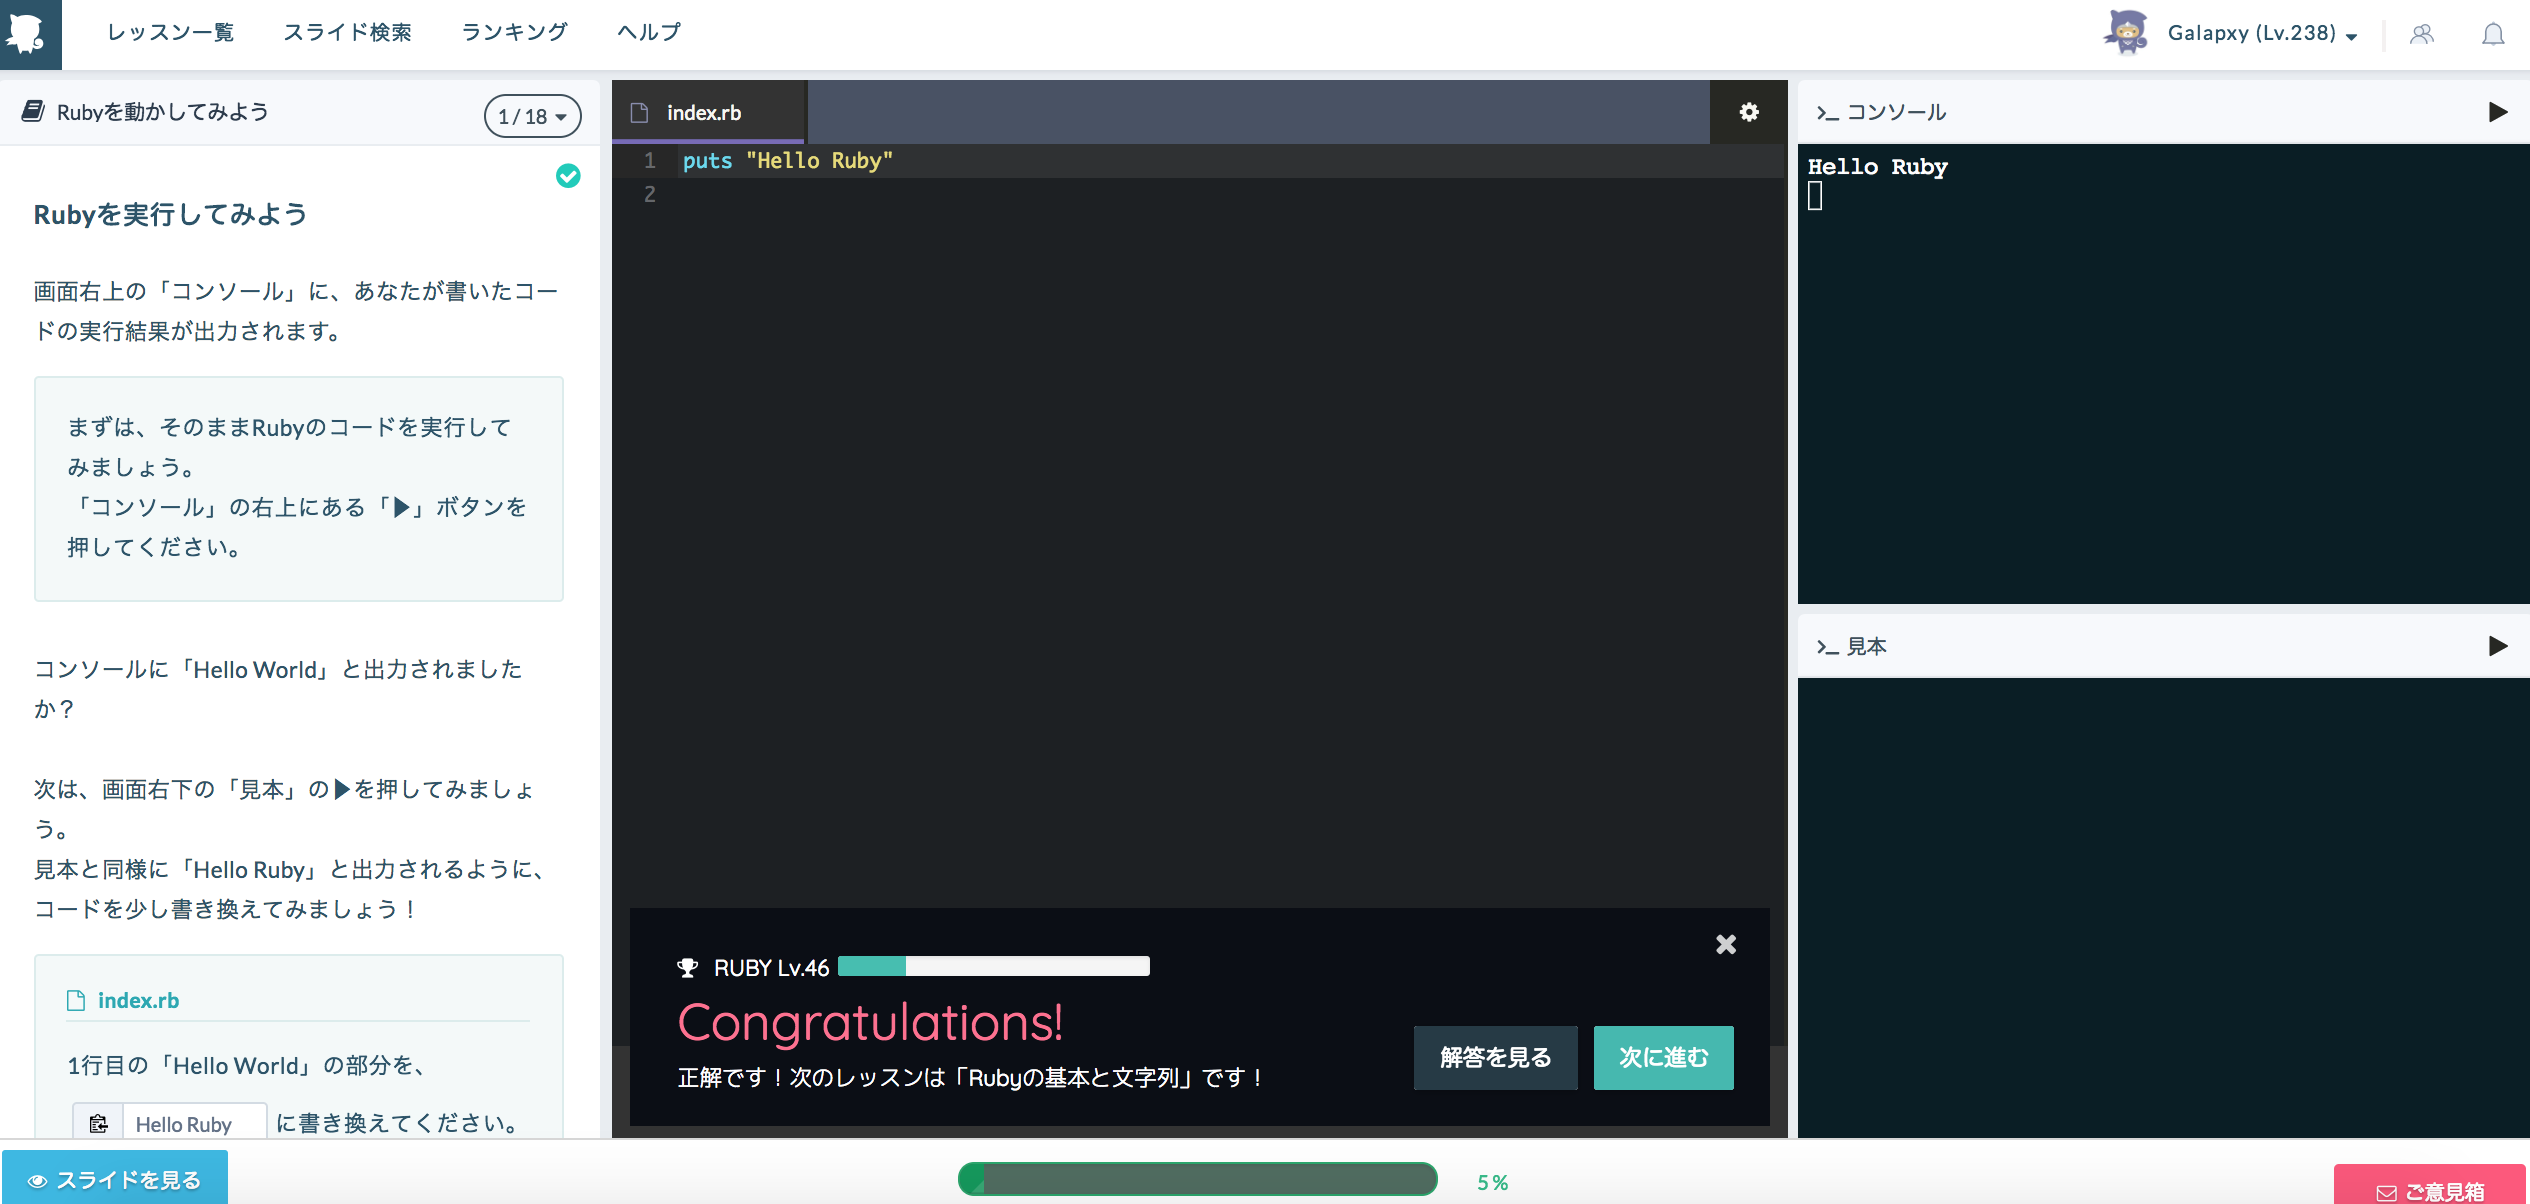 レッスン一覧 スライド検索 ランキング ヘルプ Galapxy (Lv.238)
Rubyを動かしてみよう 1 / 18
Rubyを実行してみよう
画面右上の「コンソール」に、あなたが書いたコー
ドの実行結果が出力されます。
まずは、そのままRubyのコードを実行して
みましょう。
「コンソール」の右上にある「▶」ボタンを
押してください。
コンソールに「Hello World」と出力されました
か？
次は、画面右下の「見本」の▶を押してみましょ
う。
見本と同様に「Hello Ruby」と出力されるように、
コードを少し書き換えてみましょう！
index.rb
1行目の「Hello World」の部分を、
Hello Ruby に書き換えてください。
index.rb
1 puts "Hello Ruby"
2
RUBY Lv.46
Congratulations!
正解です！次のレッスンは「Rubyの基本と文字列」です！
解答を見る 次に進む
>_ コンソール
Hello Ruby
>_ 見本
スライドを見る 5% ご意見箱